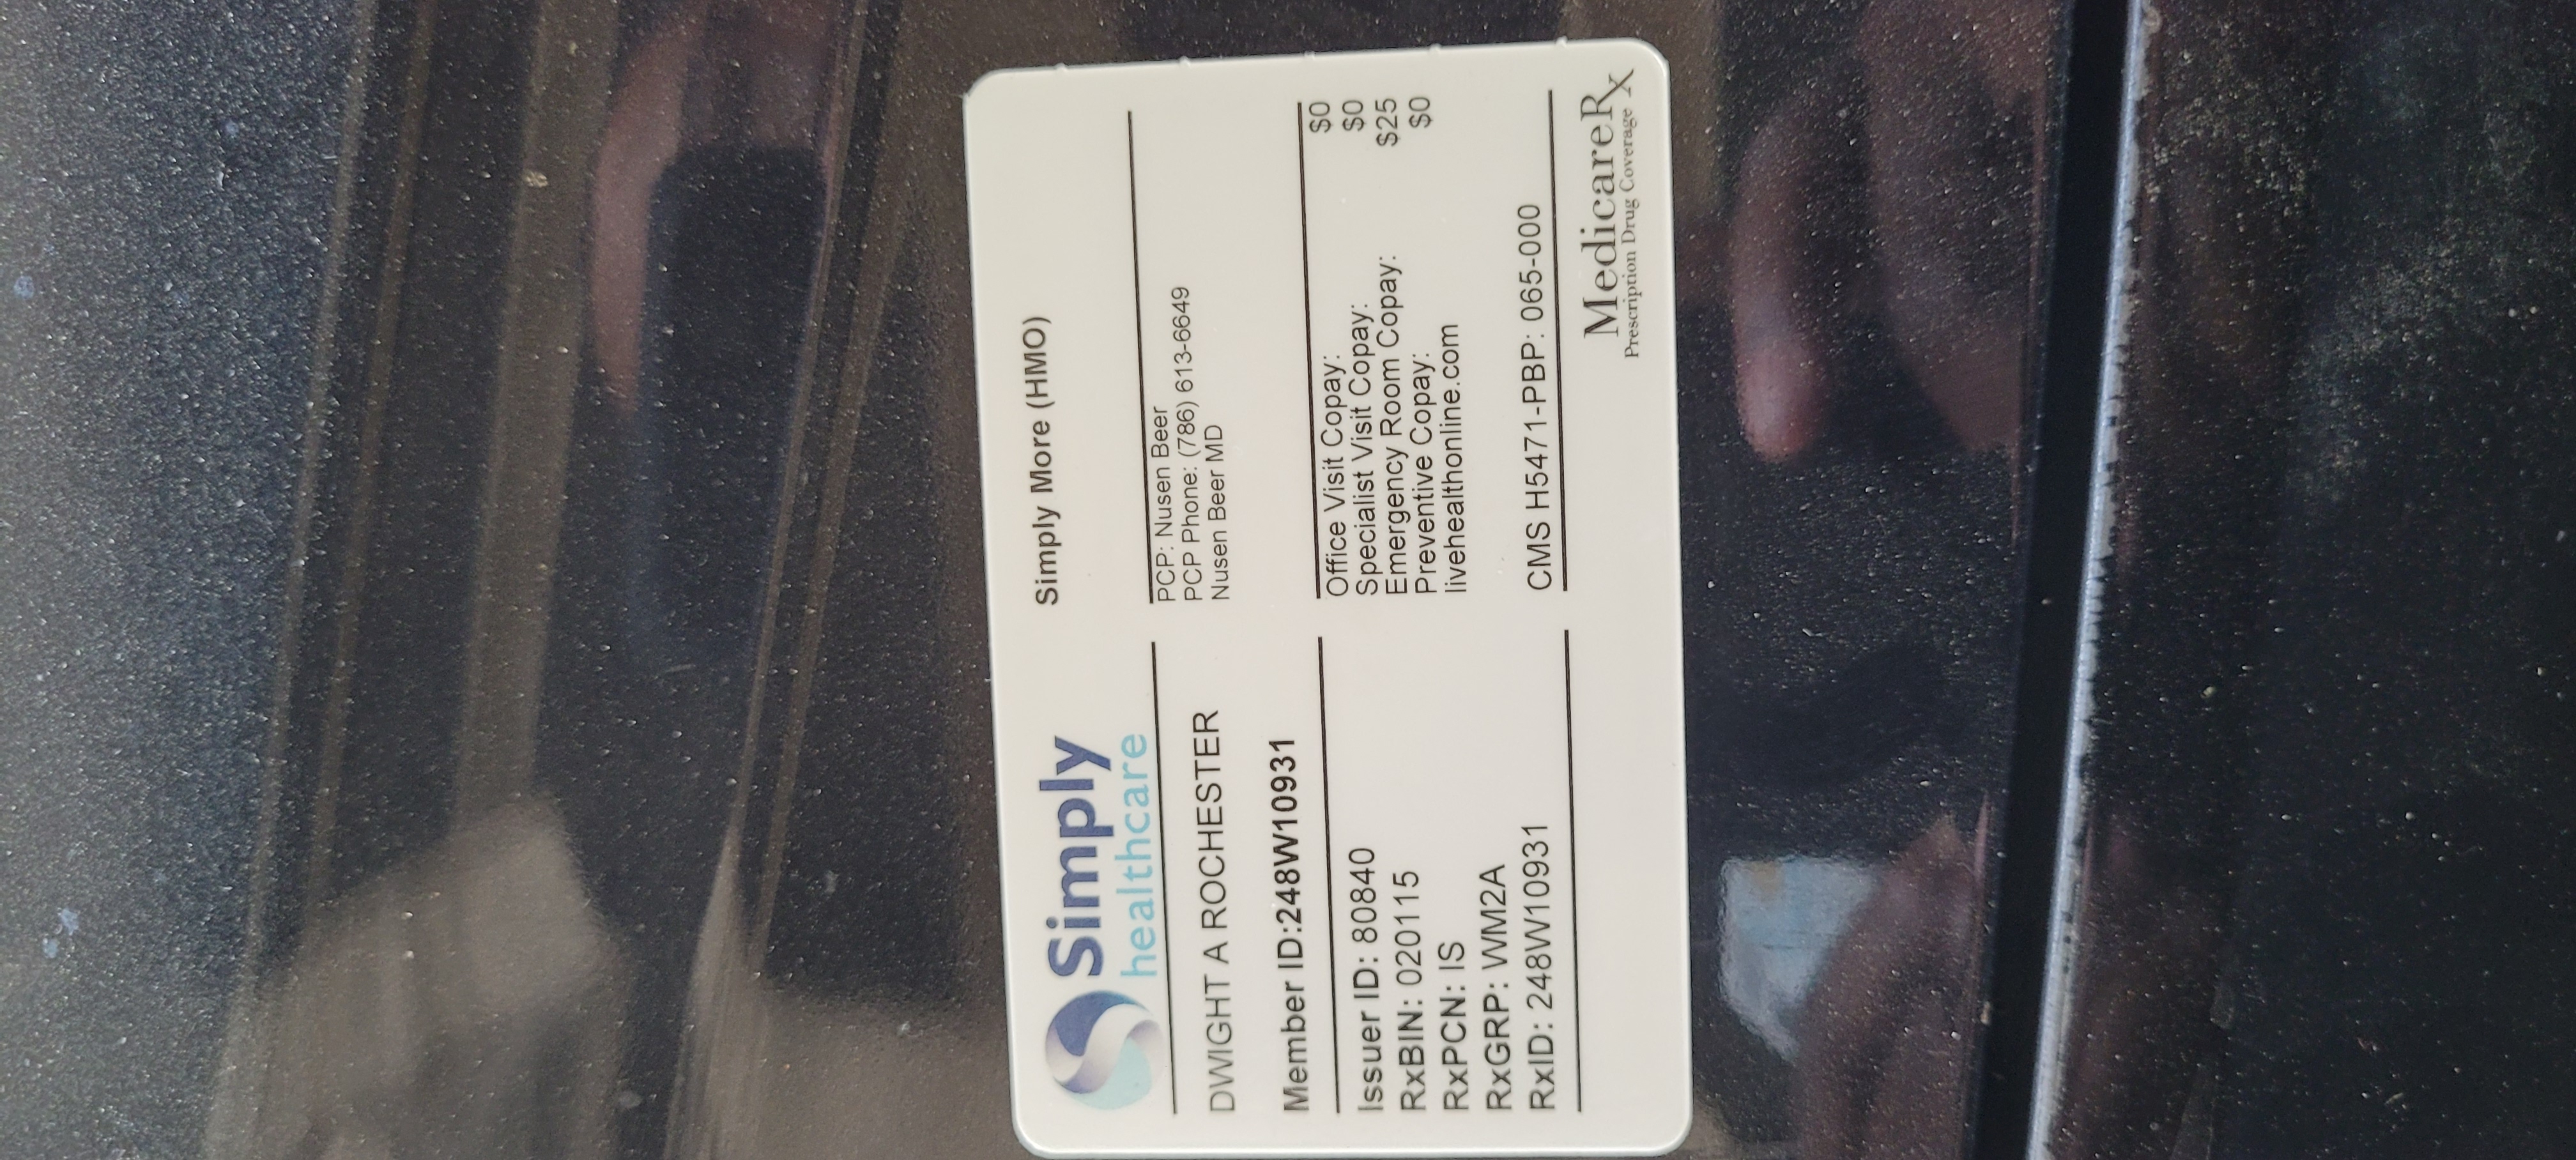 Simply
healthcare
Simply More (HMO)
DWIGHT A ROCHESTER
Member ID:248W10931
PCP: Nusen Beer
PCP Phone: (786) 613-6649
Nusen Beer MD
Issuer ID: 80840
RxBIN: 020115
RxPCN: IS
RxGRP: WM2A
RxID: 248W10931
Office Visit Copay: $0
Specialist Visit Copay: $0
Emergency Room Copay: $25
Preventive Copay: $0
livehealthonline.com
CMS H5471-PBP: 065-000
MedicareRx
Prescription Drug Coverage